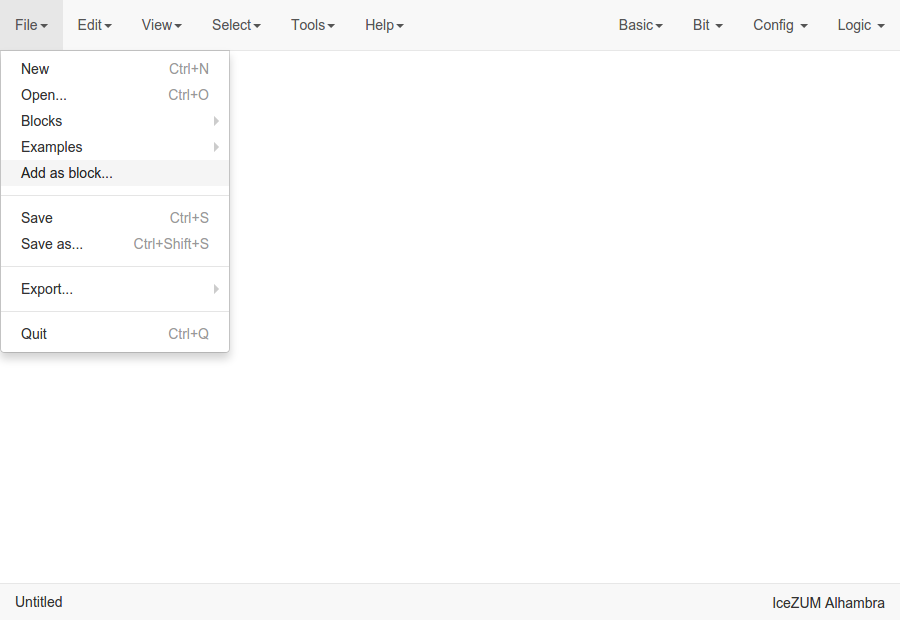 File Edit View Select Tools Help Basic Bit Config Logic
New Ctrl+N
Open... Ctrl+O
Blocks
Examples
Add as block...
Save Ctrl+S
Save as... Ctrl+Shift+S
Export...
Quit Ctrl+Q
Untitled IceZUM Alhambra